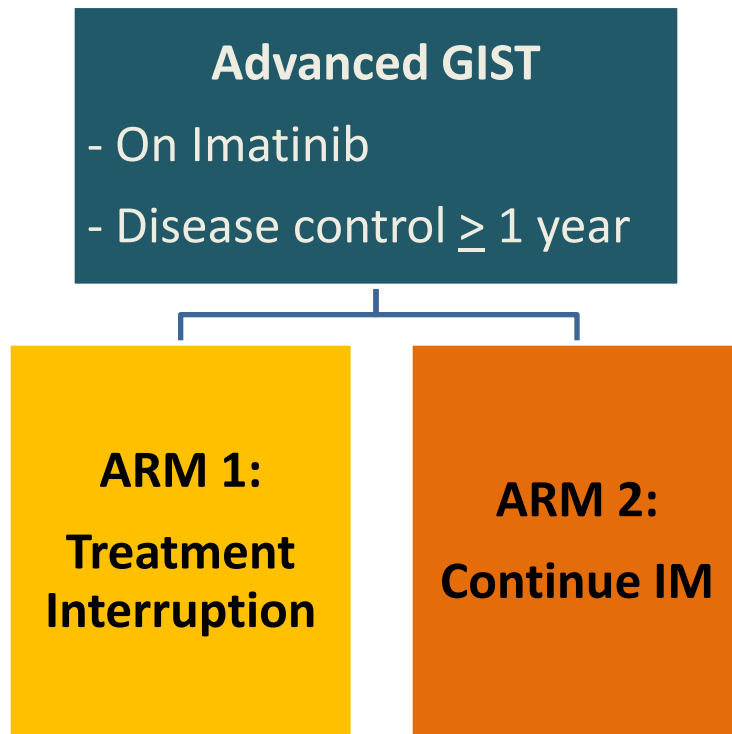 Advanced GIST
- On Imatinib
- Disease control ≥ 1 year
ARM 1:
Treatment
Interruption
ARM 2:
Continue IM